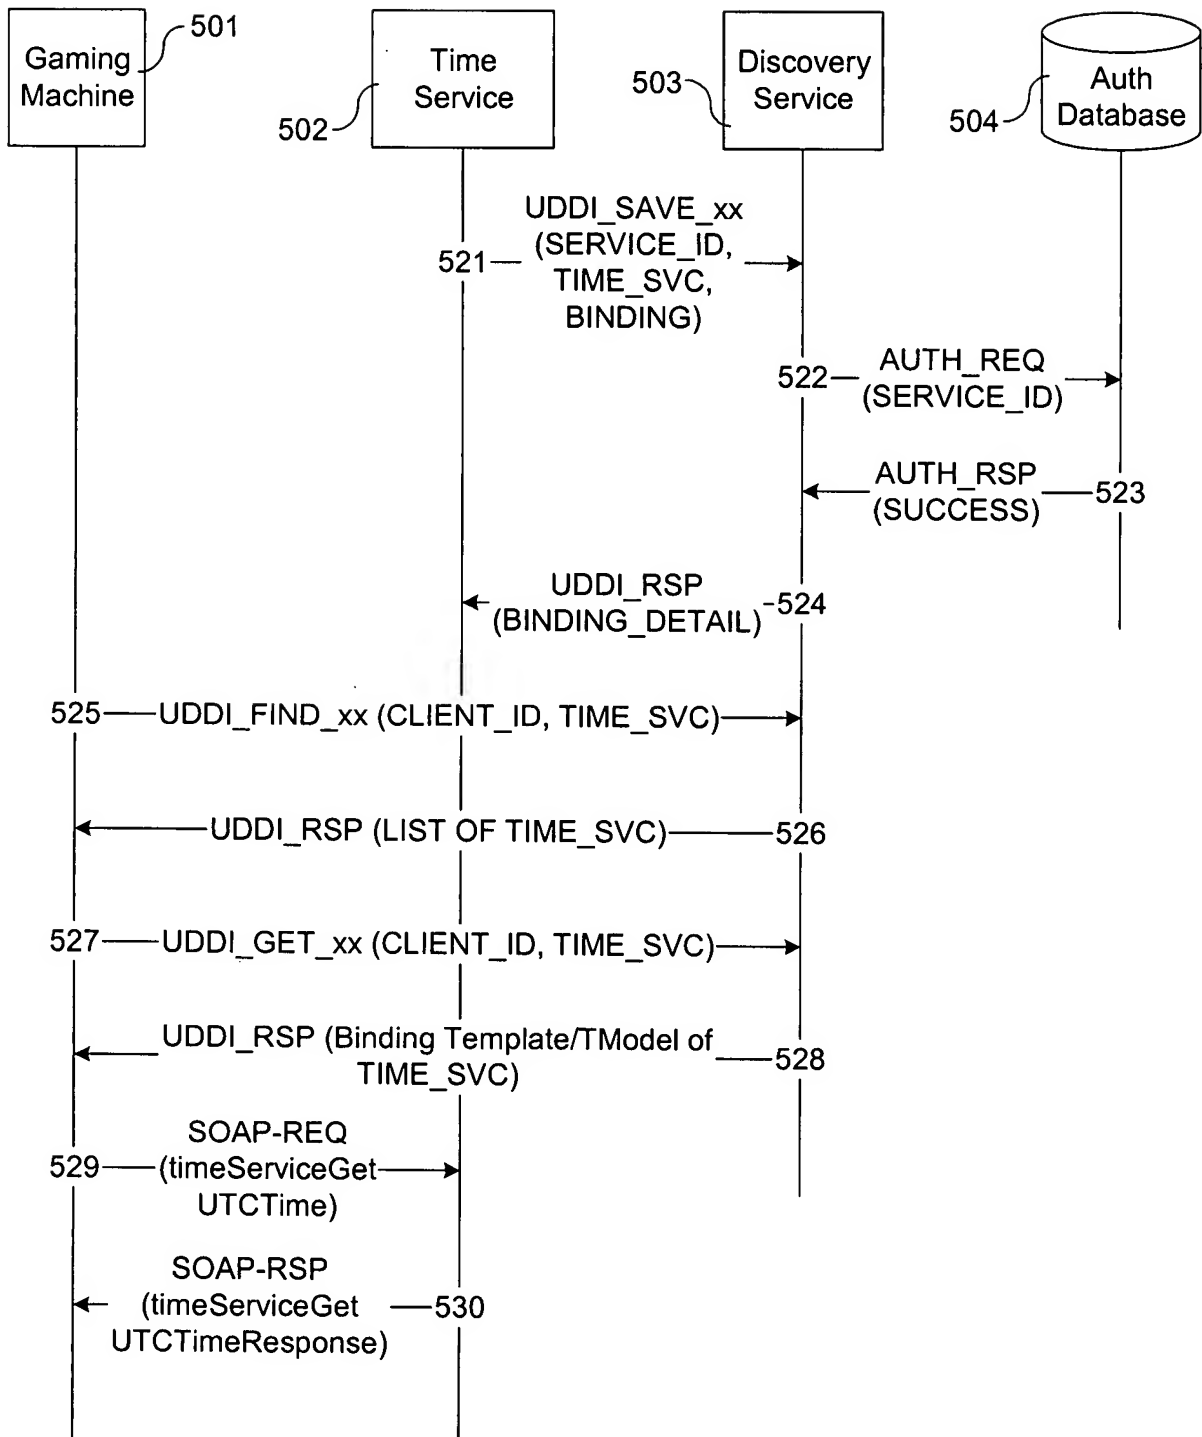 Gaming
Machine
501
Time
Service
502
Discovery
Service
503
Auth
Database
504
521
UDDI_SAVE_xx
(SERVICE_ID,
TIME_SVC,
BINDING)
522
AUTH_REQ
(SERVICE_ID)
AUTH_RSP
(SUCCESS)
523
UDDI_RSP
(BINDING_DETAIL)
524
525
UDDI_FIND_xx (CLIENT_ID, TIME_SVC)
UDDI_RSP (LIST OF TIME_SVC)
526
527
UDDI_GET_xx (CLIENT_ID, TIME_SVC)
UDDI_RSP (Binding Template/TModel of
TIME_SVC)
528
529
SOAP-REQ
(timeServiceGet
UTCTime)
SOAP-RSP
(timeServiceGet
UTCTimeResponse)
530